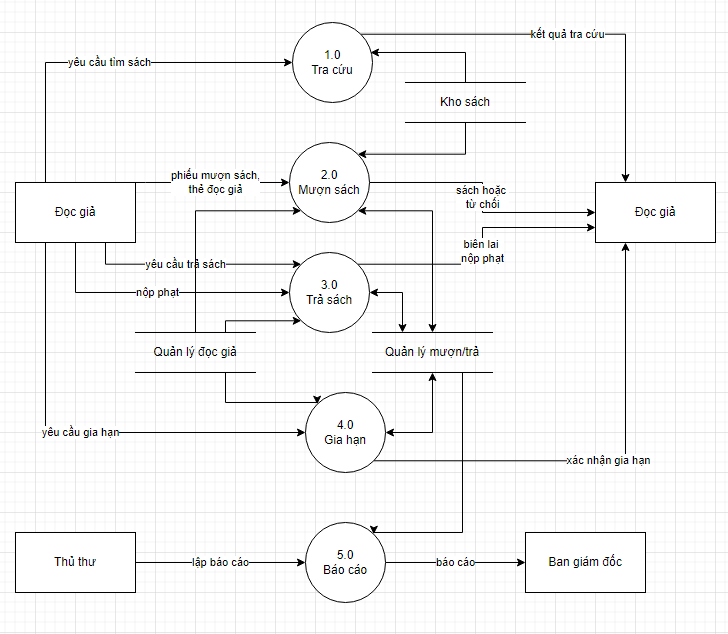 kết quả tra cứu
1.0
Tra cứu
yêu cầu tìm sách
Kho sách
phiếu mượn sách,
thẻ đọc giả
2.0
Mượn sách
sách hoặc
từ chối
Đọc giả
Đọc giả
biên lai
nộp phạt
yêu cầu trả sách
3.0
Trả sách
nộp phạt
Quản lý đọc giả
Quản lý mượn/trả
4.0
Gia hạn
yêu cầu gia hạn
xác nhận gia hạn
Thủ thư
lập báo cáo
5.0
Báo cáo
báo cáo
Ban giám đốc